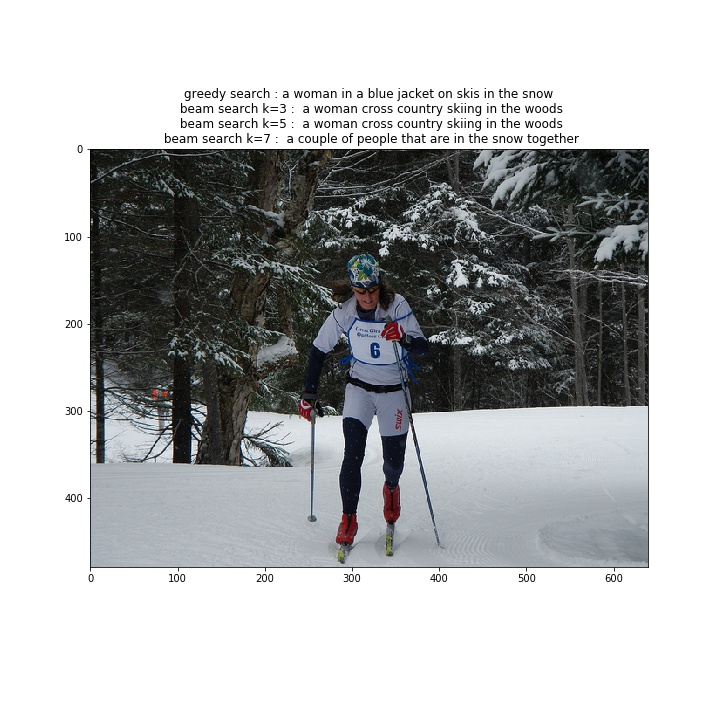 greedy search : a woman in a blue jacket on skis in the snow
beam search k=3 :  a woman cross country skiing in the woods
beam search k=5 :  a woman cross country skiing in the woods
beam search k=7 :  a couple of people that are in the snow together
0
100
200
300
400
6
swix
0
100
200
300
400
500
600